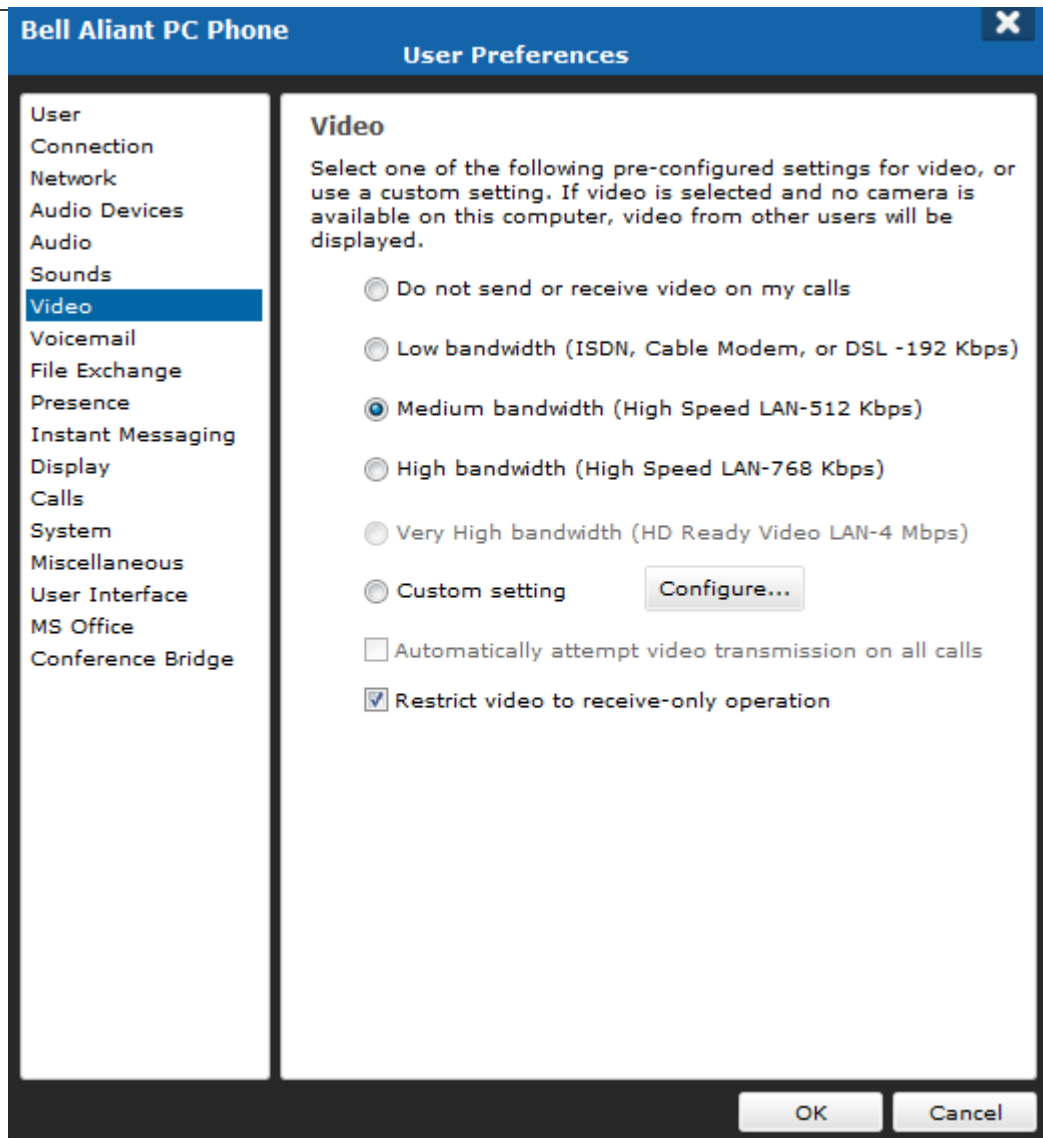 Bell Aliant PC Phone
User Preferences
User
Connection
Network
Audio Devices
Audio
Sounds
Video
Voicemail
File Exchange
Presence
Instant Messaging
Display
Calls
System
Miscellaneous
User Interface
MS Office
Conference Bridge
Video
Select one of the following pre-configured settings for video, or
use a custom setting. If video is selected and no camera is
available on this computer, video from other users will be
displayed.
Do not send or receive video on my calls
Low bandwidth (ISDN, Cable Modem, or DSL -192 Kbps)
Medium bandwidth (High Speed LAN-512 Kbps)
High bandwidth (High Speed LAN-768 Kbps)
Very High bandwidth (HD Ready Video LAN-4 Mbps)
Custom setting
Configure...
Automatically attempt video transmission on all calls
Restrict video to receive-only operation
OK
Cancel